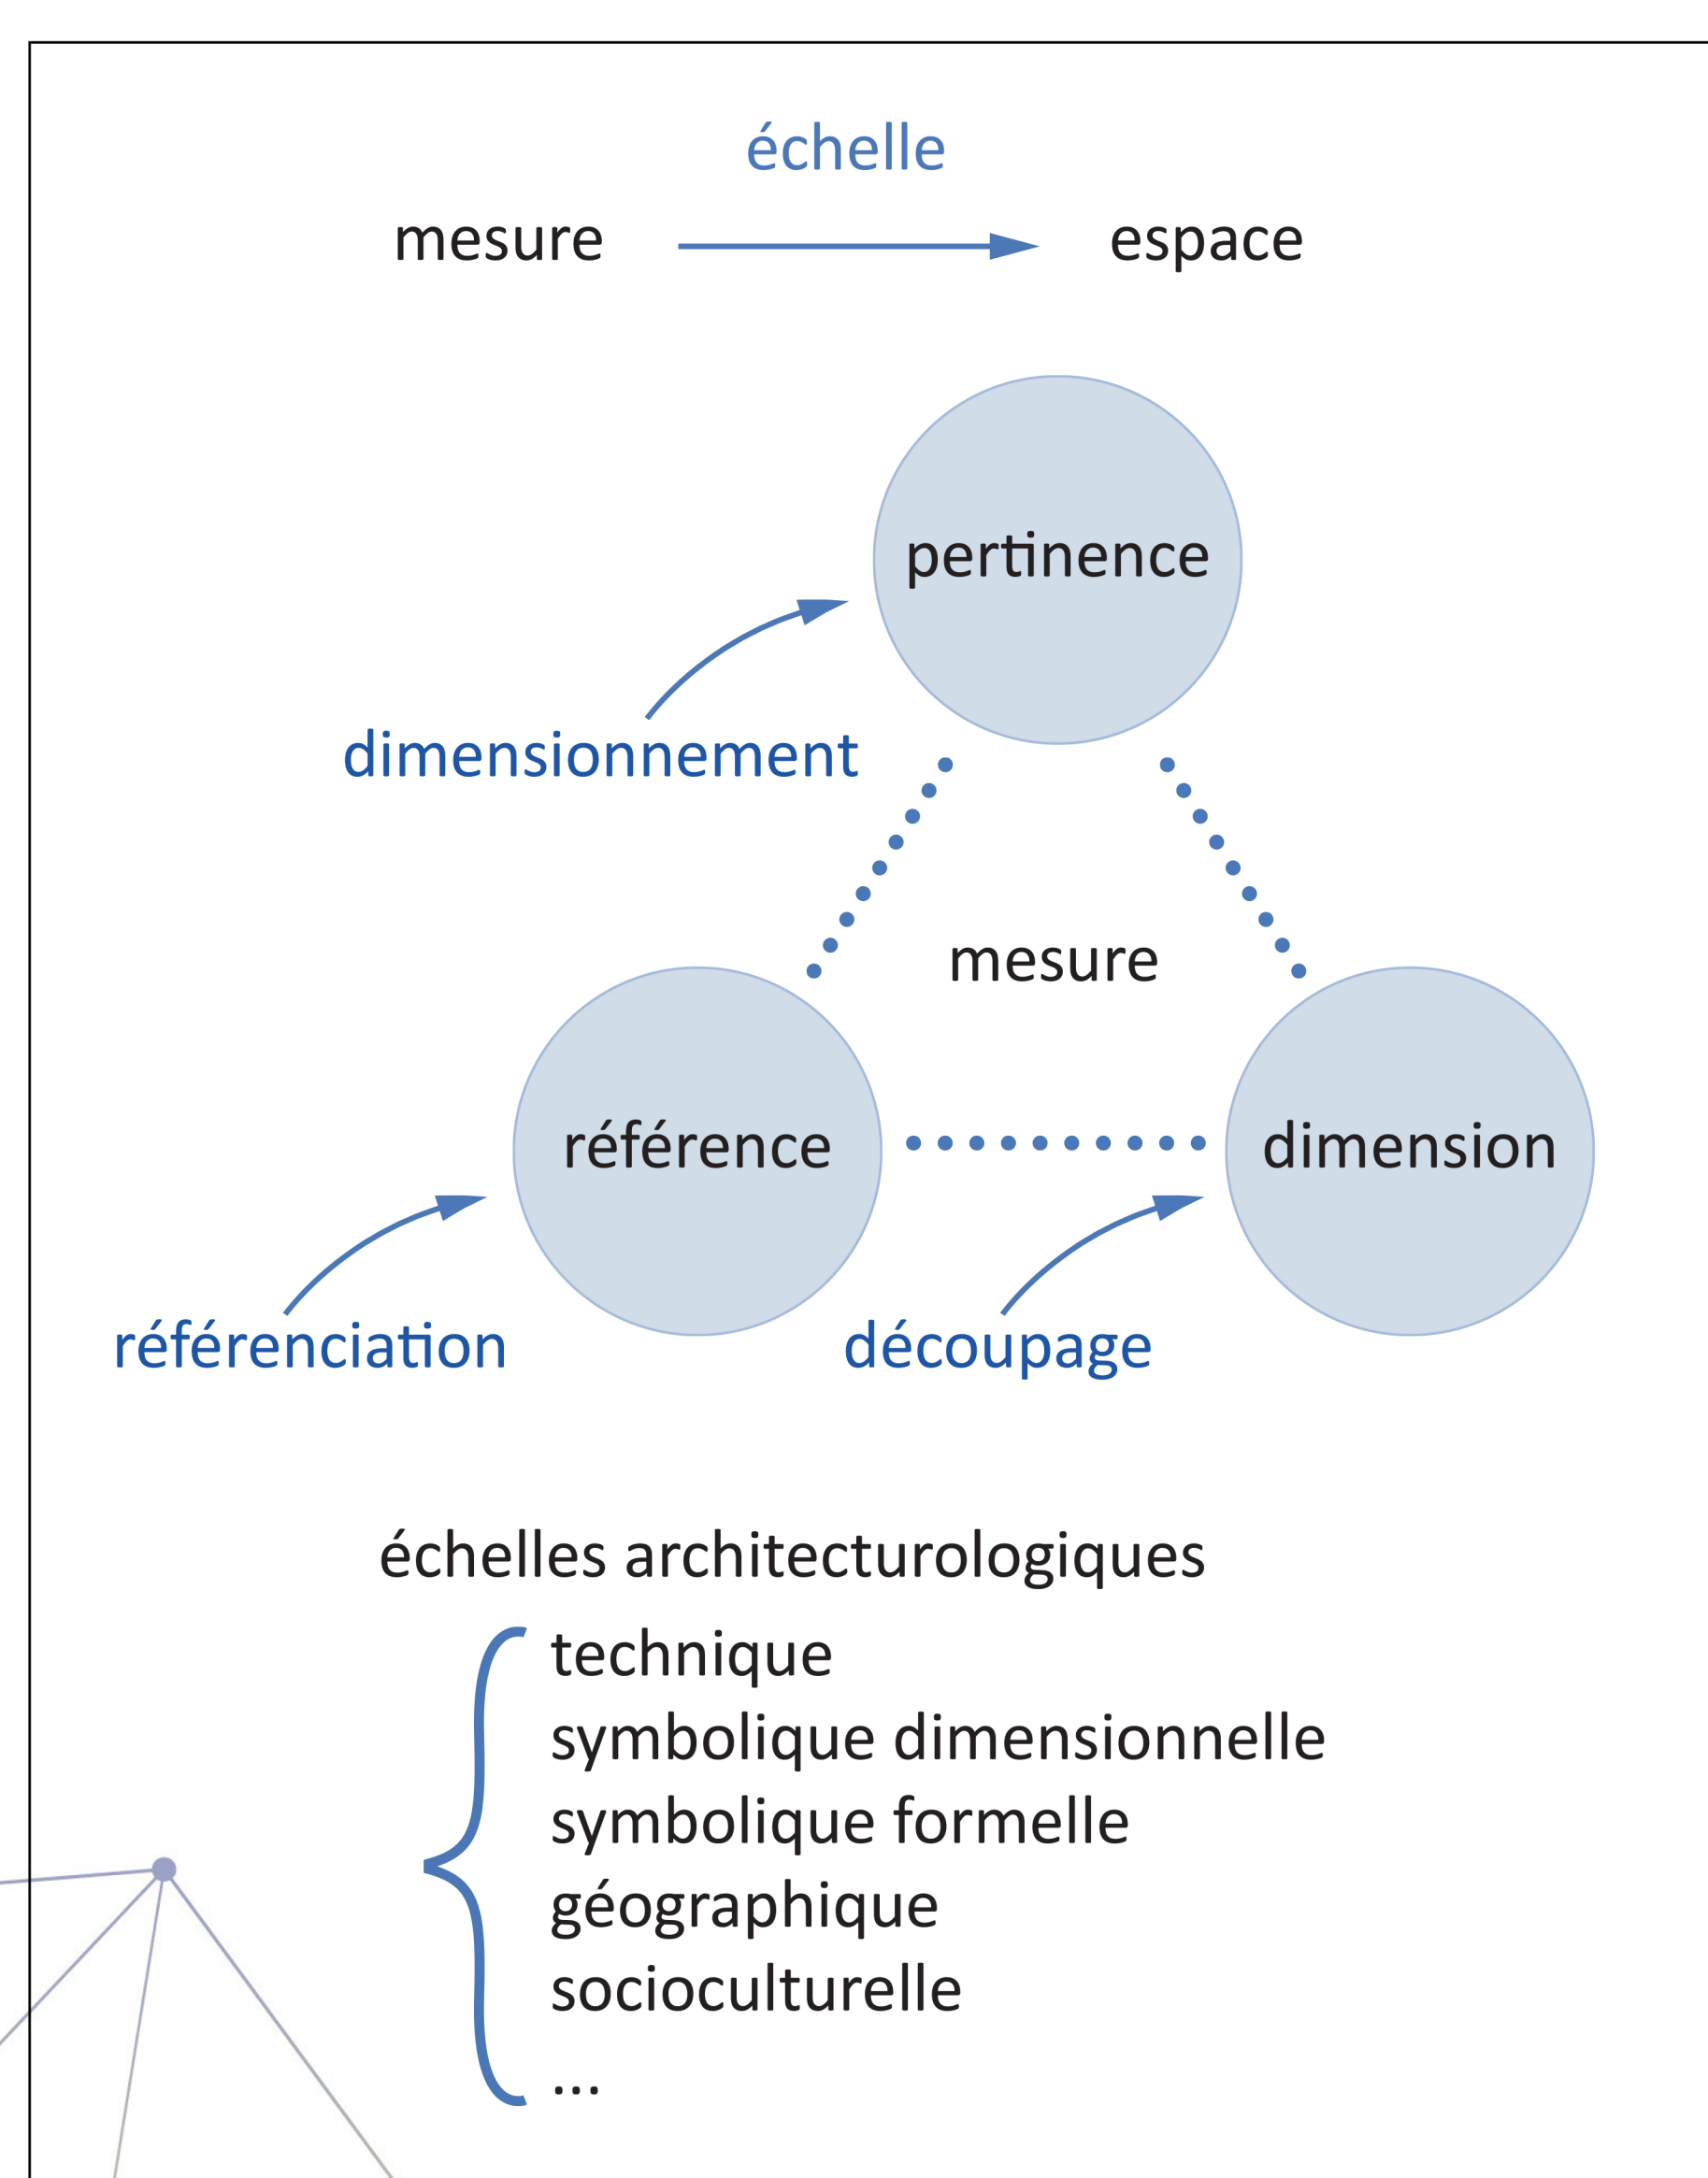 échelle
mesure espace
pertinence
dimensionnement
mesure
référence dimension
référenciation découpage
échelles architecturologiques
technique
symbolique dimensionnelle
symbolique formelle
géographique
socioculturelle
...